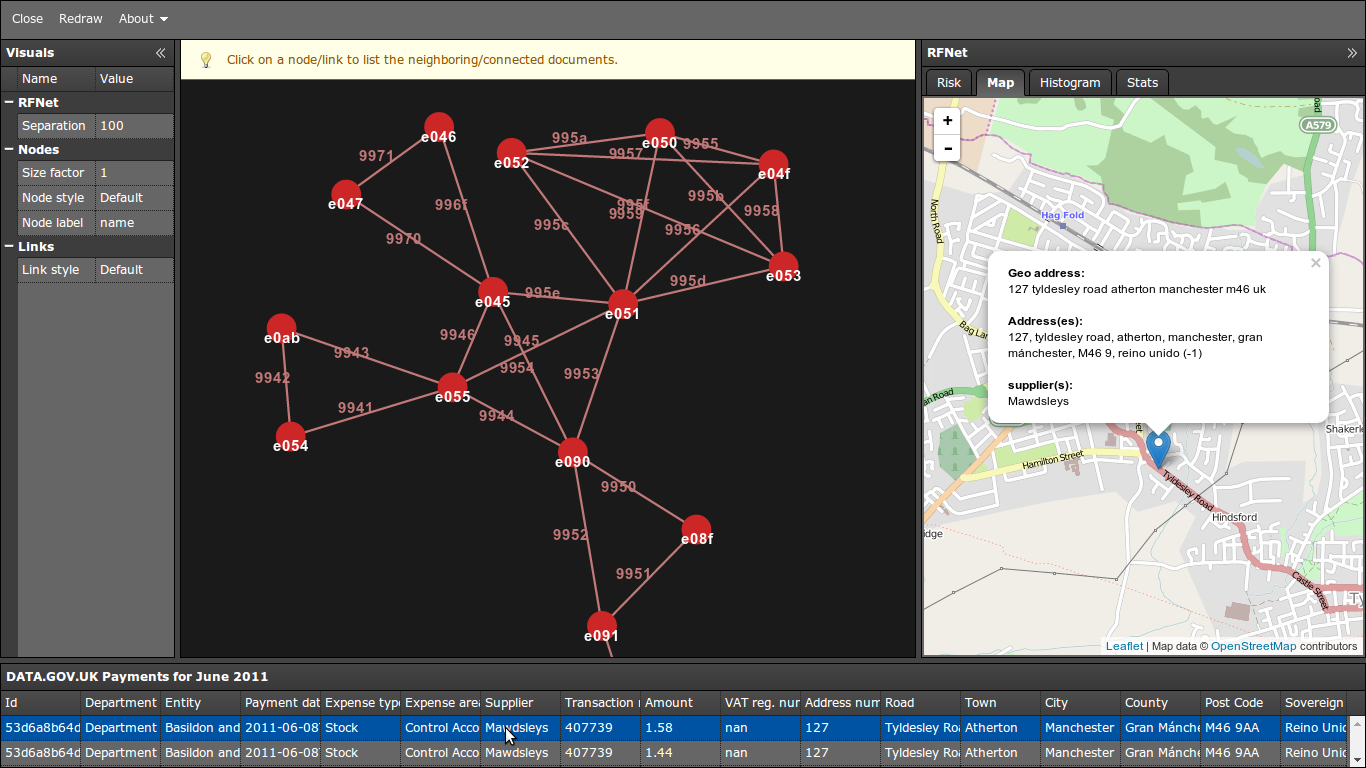 Close Redraw About
Visuals
Name Value
RFNet
Separation 100
Nodes
Size factor 1
Node style Default
Node label name
Links
Link style Default
Click on a node/link to list the neighboring/connected documents.
e046
e052
995a
e050
9955
9957
e04f
9971
e047
996f
995b
9958
9959
995c
9956
9970
e053
995d
e045
995e
e051
e0ab
9946
9945
9943
9954
9953
9942
e055
9941
9944
e054
e090
9950
9952
e08f
9951
e091
RFNet
Risk Map Histogram Stats
+
-
A579
North Road
Hag Fold
Bag Lan
Geo address:
127 tyldesley road atherton manchester m46 uk
Address(es):
127, tyldesley road, atherton, manchester, gran
mánchester, M46 9, reino unido (-1)
supplier(s):
Mawdsleys
an Road
Shakerle
Hamilton Street
Tyldesley Road
Hindsford
idge
Castle Street
Ty
Leaflet | Map data © OpenStreetMap contributors
DATA.GOV.UK Payments for June 2011
Id Department Entity Payment dat Expense type Expense area Supplier Transaction Amount VAT reg. num Address num Road Town City County Post Code Sovereign
53d6a8b64d Department Basildon and 2011-06-08 Stock Control Acco Mawdsleys 407739 1.58 nan 127 Tyldesley Ro Atherton Manchester Gran Mánche M46 9AA Reino Unid
53d6a8b64d Department Basildon and 2011-06-08 Stock Control Acco Mawdsleys 407739 1.44 nan 127 Tyldesley Ro Atherton Manchester Gran Mánche M46 9AA Reino Unid